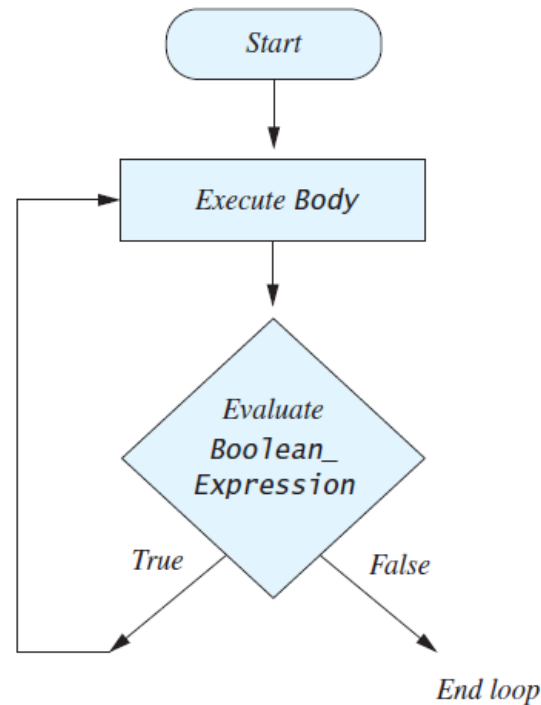 Start
Execute Body
Evaluate
Boolean_
Expression
True
False
End loop